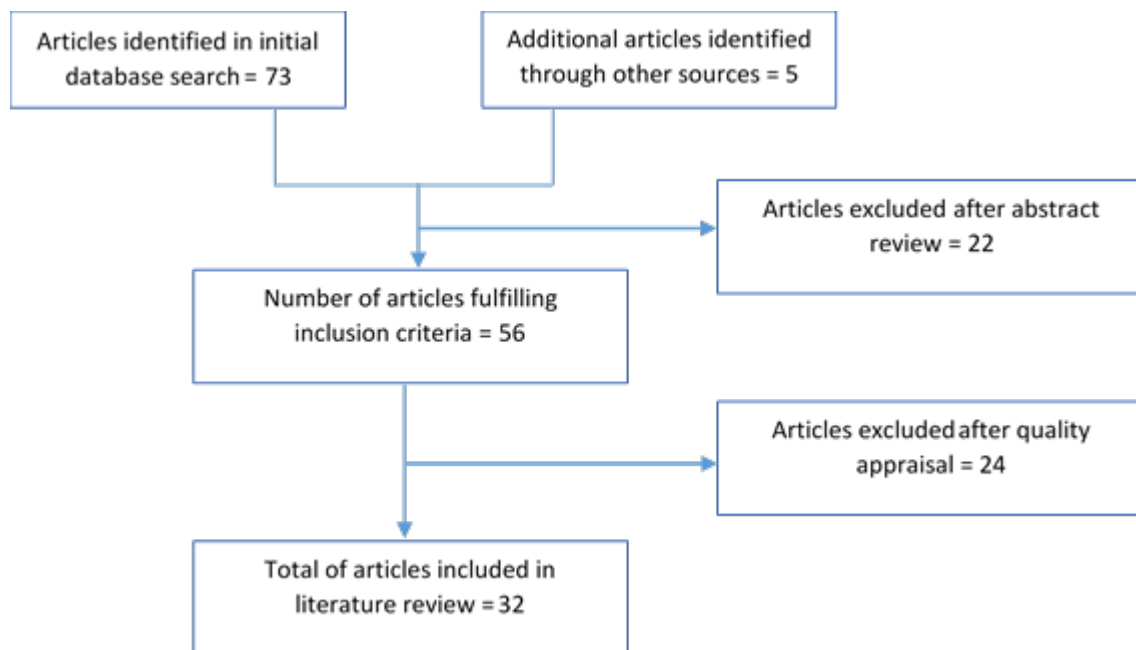 Articles identified in initial
database search = 73
Additional articles identified
through other sources = 5
Articles excluded after abstract
review = 22
Number of articles fulfilling
inclusion criteria = 56
Articles excluded after quality
appraisal = 24
Total of articles included in
literature review = 32